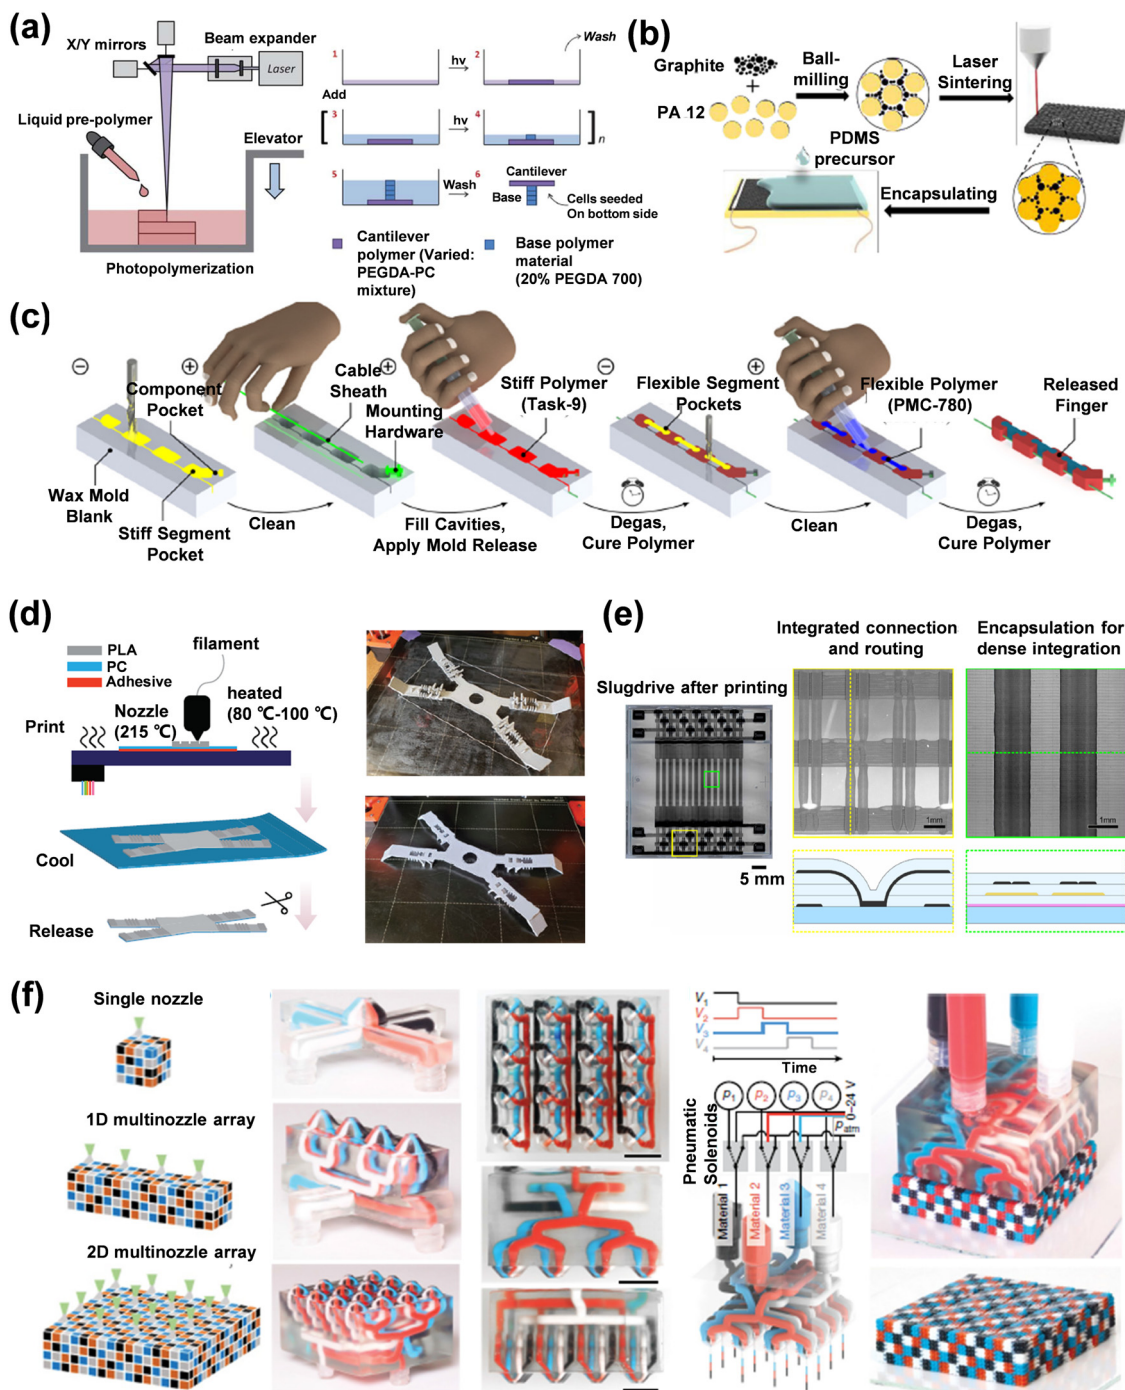 (a)
X/Y mirrors
Beam expander
Laser
Liquid pre-polymer
Elevator
Photopolymerization
1
Add
hv
2
Wash
3
hv
4
n
5
Wash
6
Cantilever
Base
Cells seeded
On bottom side
Cantilever
polymer (Varied:
PEGDA-PC
mixture)
Base polymer
material
(20% PEGDA 700)
(b)
Graphite
+
PA 12
Ball-
milling
Laser
Sintering
PDMS
precursor
Encapsulating
(c)
Component
Pocket
Wax Mold
Blank
Stiff Segment
Pocket
Clean
Cable
Sheath
Mounting
Hardware
Fill Cavities,
Apply Mold Release
Stiff Polymer
(Task-9)
Degas,
Cure Polymer
Flexible Segment
Pockets
Clean
Flexible Polymer
(PMC-780)
Degas,
Cure Polymer
Released
Finger
(d)
PLA
PC
Adhesive
filament
Nozzle
(215 ℃)
heated
(80 ℃-100 ℃)
Print
Cool
Release
(e)
Slugdrive after printing
5 mm
Integrated connection
and routing
1mm
Encapsulation for
dense integration
1mm
(f)
Single nozzle
1D multinozzle array
2D multinozzle array
V1
V2
V3
V4
Time
p1
p2
p3
p4
0–24 V
patm
Pneumatic
Solenoids
Material 1
Material 2
Material 3
Material 4